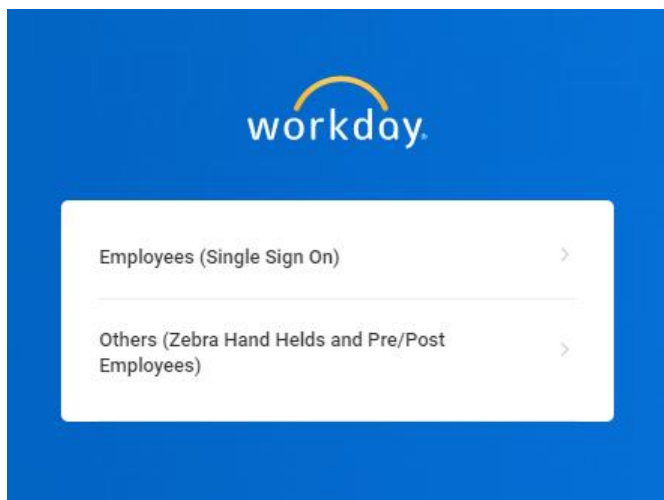 workday.
Employees (Single Sign On)
Others (Zebra Hand Helds and Pre/Post
Employees)